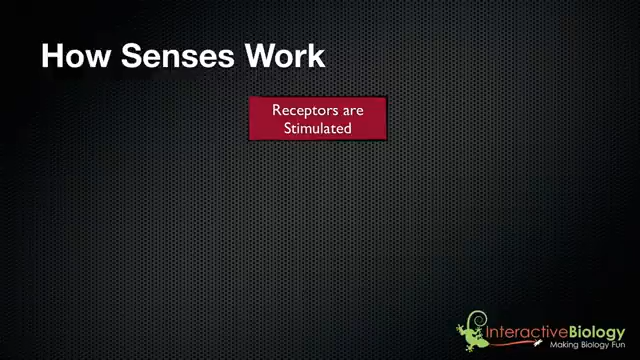 How Senses Work
Receptors are
Stimulated
InteractiveBiology
Making Biology Fun